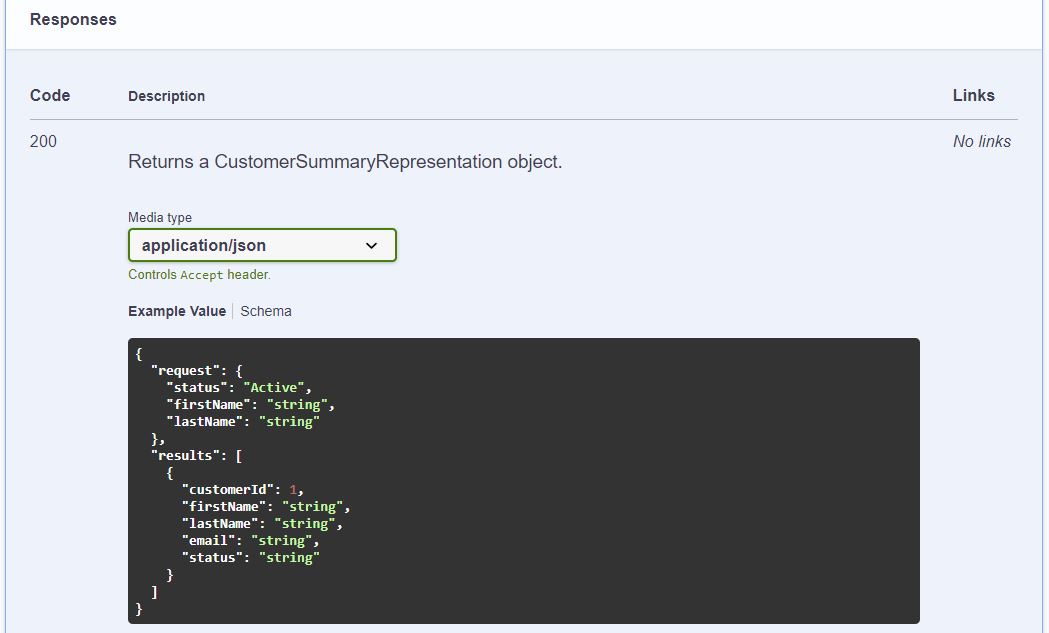 Responses
Code Description Links
200 No links
Returns a CustomerSummaryRepresentation object.
Media type
application/json
Controls Accept header.
Example Value Schema
{
  "request": {
    "status": "Active",
    "firstName": "string",
    "lastName": "string"
  },
  "results": [
    {
      "customerId": 1,
      "firstName": "string",
      "lastName": "string",
      "email": "string",
      "status": "string"
    }
  ]
}